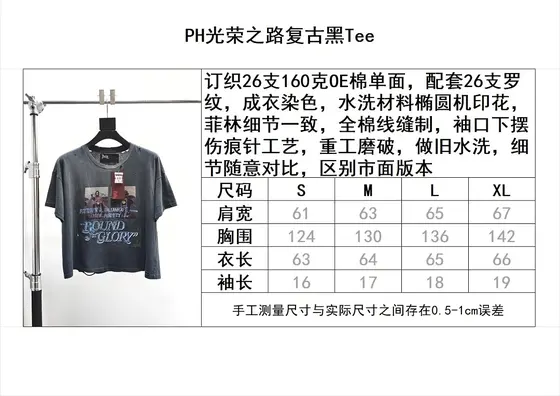 PH光荣之路复古黑Tee
订织26支160克OE棉单面，配套26支罗
纹，成衣染色，水洗材料椭圆机印花，
菲林细节一致，全棉线缝制，袖口下摆
伤痕针工艺，重工磨破，做旧水洗，细
节随意对比，区别市面版本
尺码 S M L XL
肩宽 61 63 65 67
胸围 124 130 136 142
衣长 63 64 65 66
袖长 16 17 18 19
手工测量尺寸与实际尺寸之间存在0.5-1cm误差
BOUND
GLORY